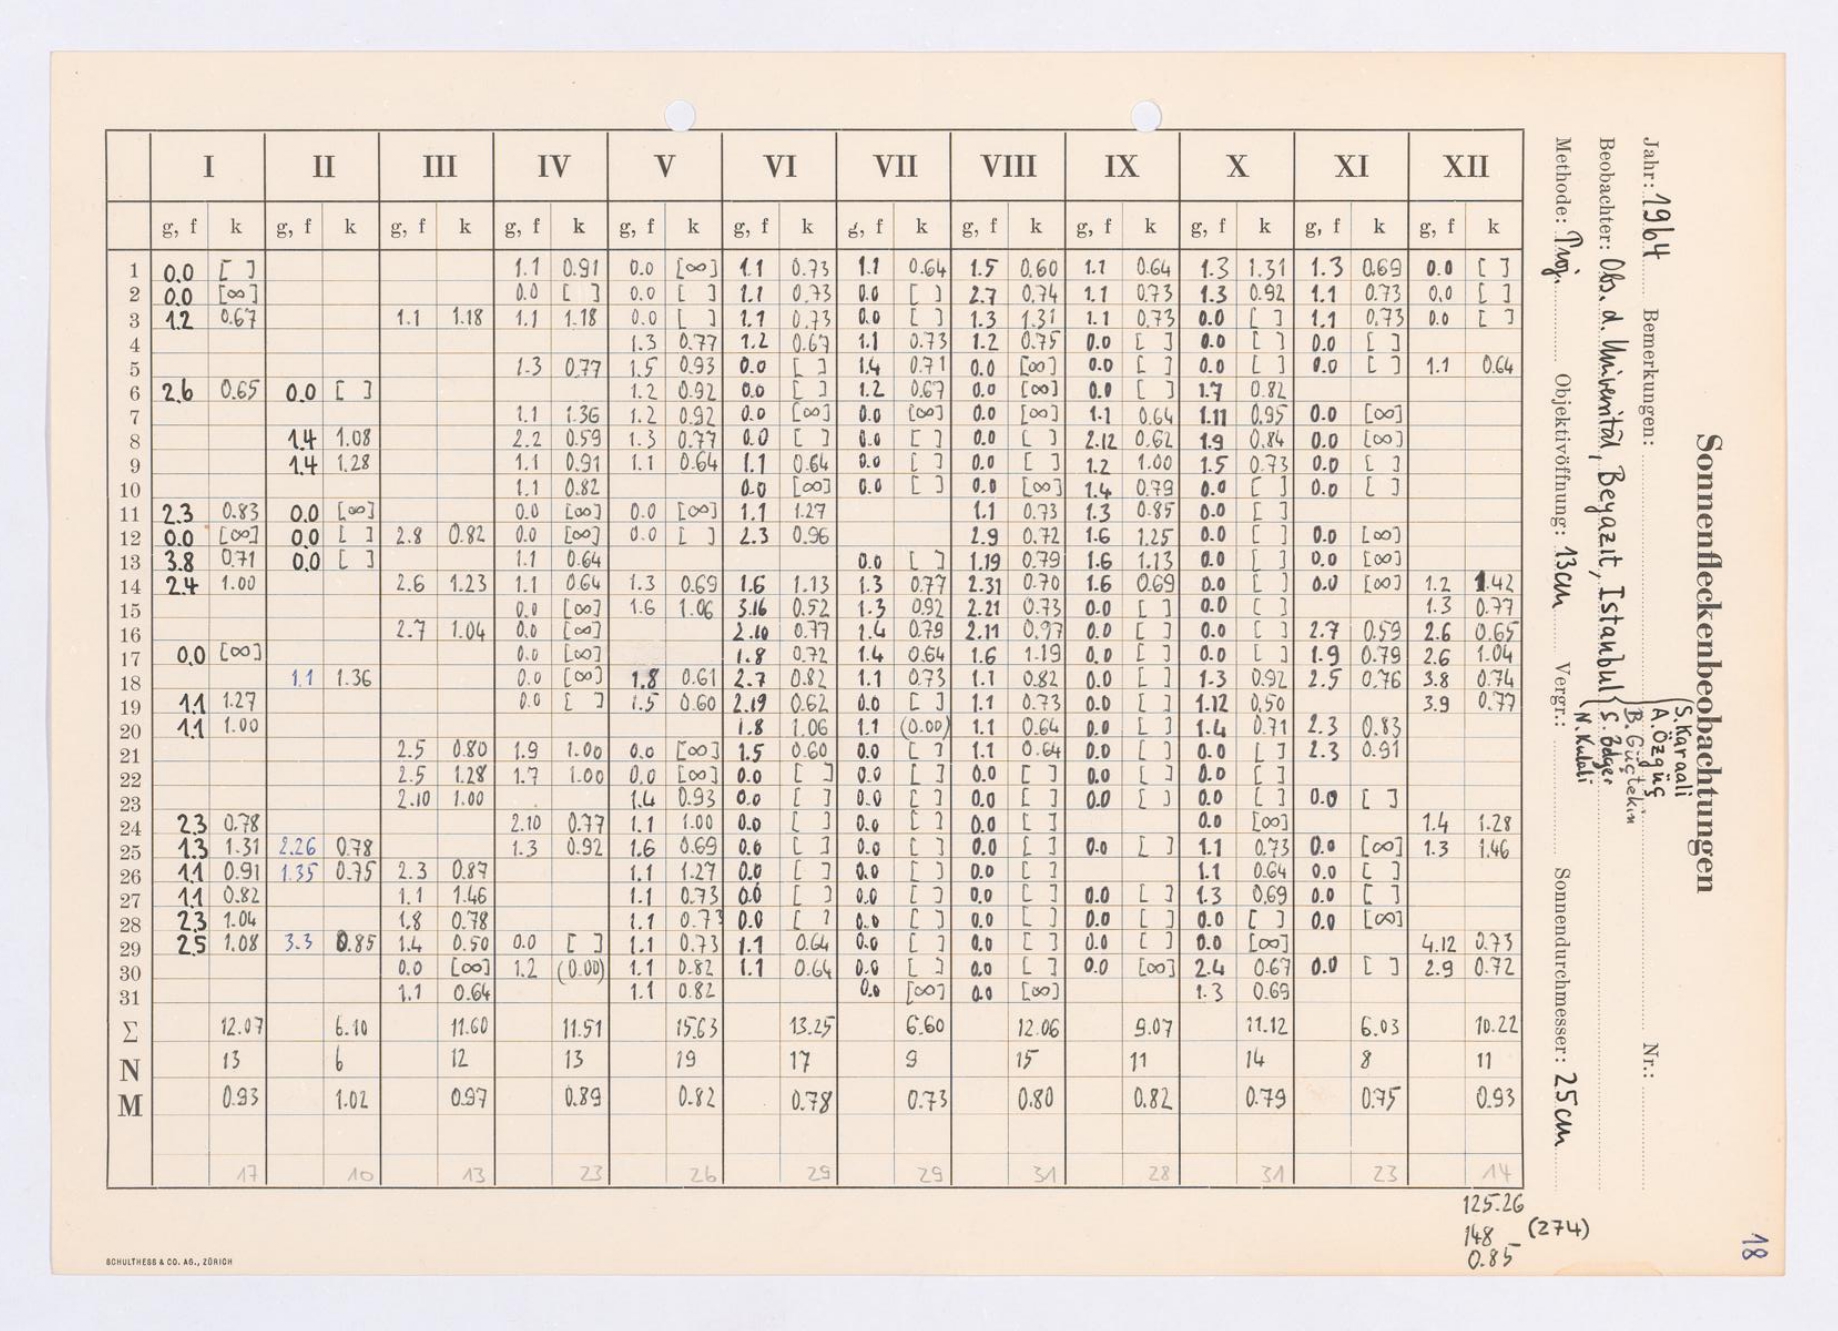 Sonnenfleckenbeobachtungen
Jahr: 1964 Bemerkungen: Nr.:
Beobachter: Obs. d. Universität, Beyazit, Istanbul
S. Karaali
A. Özgüç
B. Güçtekin
N. Kulali
Methode: Proj. Objektivöffnung: 13 cm Vergr.: Sonnendurchmesser: 25 cm
I II III IV V VI VII VIII IX X XI XII
g, f k g, f k g, f k g, f k g, f k g, f k g, f k g, f k g, f k g, f k g, f k g, f k
1 0.0 [ ] 1.1 0.91 0.0 [∞] 1.1 0.73 1.1 0.64 1.5 0.60 1.1 0.64 1.3 1.31 1.3 0.69 0.0 [ ]
2 0.0 [∞] 0.0 [ ] 0.0 [ ] 1.1 0.73 0.0 [ ] 2.7 0.74 1.1 0.73 1.3 0.92 1.1 0.73 0.0 [ ]
3 1.2 0.67 1.1 1.18 1.1 1.18 0.0 [ ] 1.1 0.73 0.0 [ ] 1.3 1.31 1.1 0.73 0.0 [ ] 1.1 0.73 0.0 [ ]
4 1.3 0.77 1.2 0.67 1.1 0.73 1.2 0.75 0.0 [ ] 0.0 [ ] 0.0 [ ]
5 1.3 0.77 1.5 0.93 0.0 [ ] 1.4 0.71 0.0 [∞] 0.0 [ ] 0.0 [ ] 0.0 [ ] 1.1 0.64
6 2.6 0.65 0.0 [ ] 1.2 0.92 0.0 [ ] 1.2 0.67 0.0 [∞] 0.0 [ ] 1.7 0.82
7 1.1 1.36 1.2 0.92 0.0 [∞] 0.0 [∞] 0.0 [∞] 1.1 0.64 1.11 0.95 0.0 [∞]
8 1.4 1.08 2.2 0.59 1.3 0.77 0.0 [ ] 0.0 [ ] 0.0 [ ] 2.12 0.62 1.9 0.84 0.0 [∞]
9 1.4 1.28 1.1 0.91 1.1 0.64 1.1 0.64 0.0 [ ] 0.0 [ ] 1.2 1.00 1.5 0.73 0.0 [ ]
10 1.1 0.82 0.0 [∞] 0.0 [ ] 0.0 [∞] 1.4 0.79 0.0 [ ] 0.0 [ ]
11 2.3 0.83 0.0 [∞] 0.0 [∞] 0.0 [∞] 1.1 1.27 1.1 0.73 1.3 0.85 0.0 [ ]
12 0.0 [∞] 0.0 [ ] 2.8 0.82 0.0 [∞] 0.0 [ ] 2.3 0.96 2.9 0.72 1.6 1.25 0.0 [ ] 0.0 [∞]
13 3.8 0.71 0.0 [ ] 1.1 0.64 0.0 [ ] 1.19 0.79 1.6 1.13 0.0 [ ] 0.0 [∞]
14 2.4 1.00 2.6 1.23 1.1 0.64 1.3 0.69 1.6 1.13 1.3 0.77 2.31 0.70 1.6 0.69 0.0 [ ] 0.0 [∞] 1.2 1.42
15 0.0 [∞] 1.6 1.06 3.16 0.52 1.3 0.92 2.21 0.73 0.0 [ ] 0.0 [ ] 1.3 0.77
16 2.7 1.04 0.0 [∞] 2.10 0.77 1.4 0.79 2.11 0.97 0.0 [ ] 0.0 [ ] 2.7 0.59 2.6 0.65
17 0.0 [∞] 0.0 [∞] 1.8 0.72 1.4 0.64 1.6 1.19 0.0 [ ] 0.0 [ ] 1.9 0.79 2.6 1.04
18 1.1 1.36 0.0 [∞] 1.8 0.61 2.7 0.82 1.1 0.73 1.1 0.82 0.0 [ ] 1.3 0.92 2.5 0.76 3.8 0.74
19 1.1 1.27 0.0 [ ] 1.5 0.60 2.19 0.62 0.0 [ ] 1.1 0.73 0.0 [ ] 1.12 0.50 3.9 0.77
20 1.1 1.00 1.8 1.06 1.1 (0.00) 1.1 0.64 0.0 [ ] 1.4 0.71 2.3 0.83
21 2.5 0.80 1.9 1.00 0.0 [∞] 1.5 0.60 0.0 [ ] 1.1 0.64 0.0 [ ] 0.0 [ ] 2.3 0.91
22 2.5 1.28 1.7 1.00 0.0 [∞] 0.0 [ ] 0.0 [ ] 0.0 [ ] 0.0 [ ] 0.0 [ ]
23 2.10 1.00 1.4 0.93 0.0 [ ] 0.0 [ ] 0.0 [ ] 0.0 [ ] 0.0 [ ] 0.0 [ ]
24 2.3 0.78 2.10 0.77 1.1 1.00 0.0 [ ] 0.0 [ ] 0.0 [ ] 0.0 [∞] 1.4 1.28
25 1.3 1.31 2.26 0.78 1.3 0.92 1.6 0.69 0.0 [ ] 0.0 [ ] 0.0 [ ] 0.0 [ ] 1.1 0.73 0.0 [∞] 1.3 1.46
26 1.1 0.91 1.35 0.75 2.3 0.87 1.1 1.27 0.0 [ ] 0.0 [ ] 0.0 [ ] 1.1 0.64 0.0 [ ]
27 1.1 0.82 1.1 1.46 1.1 0.73 0.0 [ ] 0.0 [ ] 0.0 [ ] 0.0 [ ] 1.3 0.69 0.0 [ ]
28 2.3 1.04 1.8 0.78 1.1 0.73 0.0 [ ] 0.0 [ ] 0.0 [ ] 0.0 [ ] 0.0 [ ] 0.0 [∞]
29 2.5 1.08 3.3 0.85 1.4 0.50 0.0 [ ] 1.1 0.73 1.1 0.64 0.0 [ ] 0.0 [ ] 0.0 [ ] 0.0 [∞] 4.12 0.73
30 0.0 [∞] 1.2 (0.00) 1.1 0.82 1.1 0.64 0.0 [ ] 0.0 [ ] 0.0 [∞] 2.4 0.67 0.0 [ ] 2.9 0.72
31 1.1 0.64 1.1 0.82 0.0 [∞] 0.0 [∞] 1.3 0.69
Σ 12.07 6.10 11.60 11.51 15.63 13.25 6.60 12.06 9.07 11.12 6.03 10.22
N 13 6 12 13 19 17 9 15 11 14 8 11
M 0.93 1.02 0.97 0.89 0.82 0.78 0.73 0.80 0.82 0.79 0.75 0.93
17 10 13 23 26 29 29 31 28 31 23 14
125.26
148 (274)
0.85
18
SCHULTHESS & CO. AG., ZÜRICH